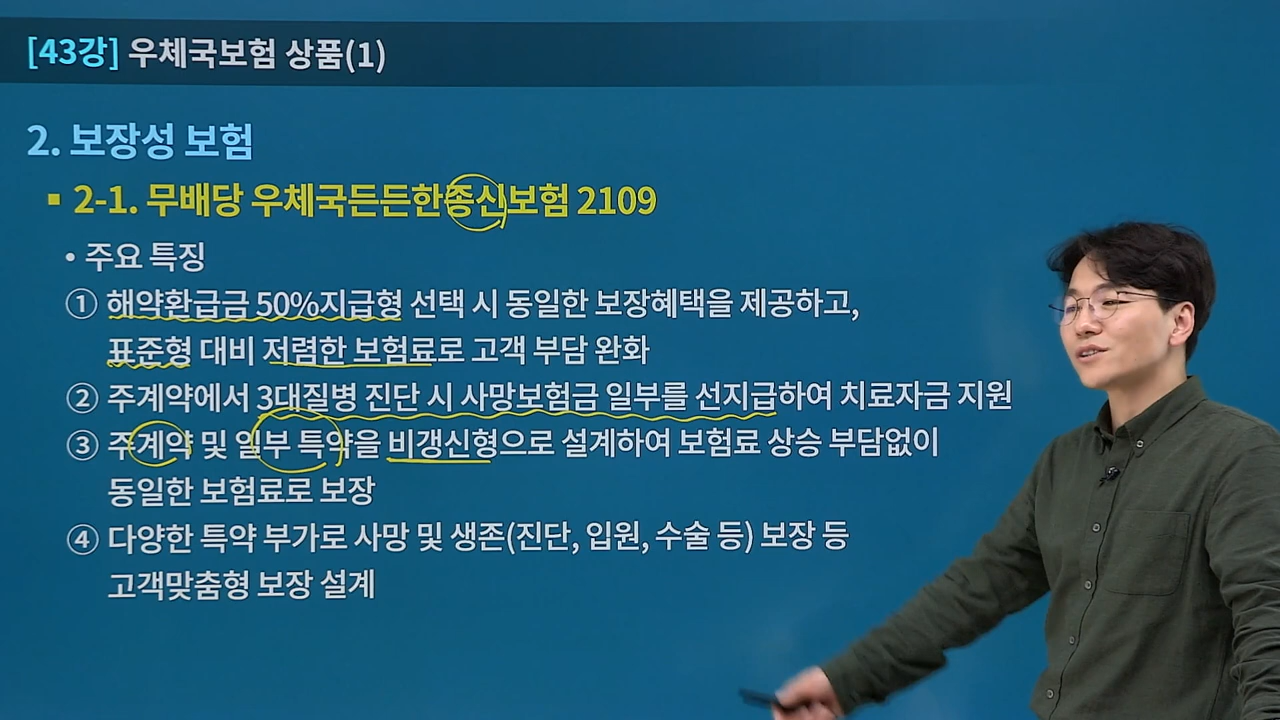 [43강] 우체국보험 상품(1)
2. 보장성 보험
▪ 2-1. 무배당 우체국든든한종신보험 2109
• 주요 특징
① 해약환급금 50%지급형 선택 시 동일한 보장혜택을 제공하고,
표준형 대비 저렴한 보험료로 고객 부담 완화
② 주계약에서 3대질병 진단 시 사망보험금 일부를 선지급하여 치료자금 지원
③ 주계약 및 일부 특약을 비갱신형으로 설계하여 보험료 상승 부담없이
동일한 보험료로 보장
④ 다양한 특약 부가로 사망 및 생존(진단, 입원, 수술 등) 보장 등
고객맞춤형 보장 설계